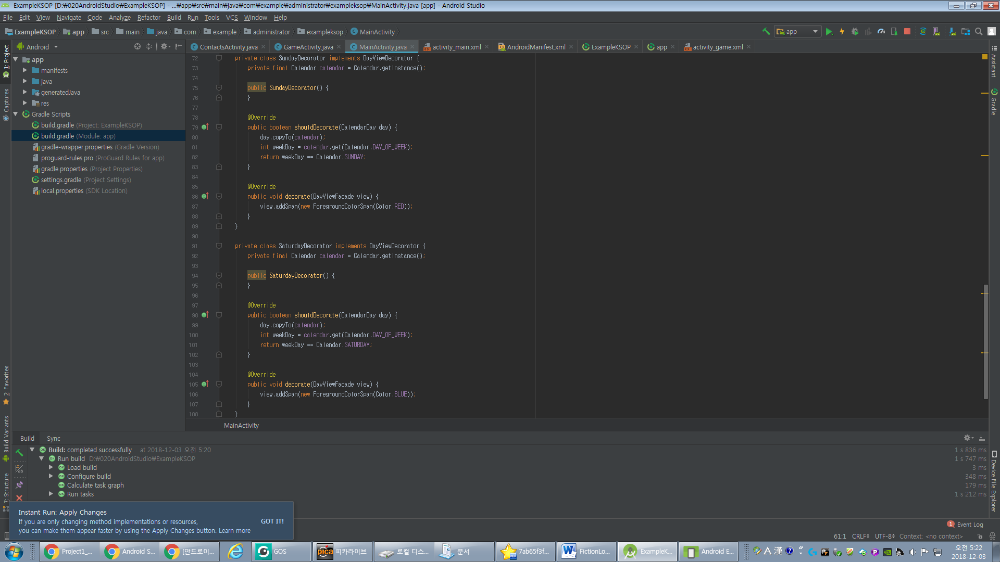 ExampleKSOP [D:₩020AndroidStudio₩ExampleKSOP] - ...₩app₩src₩main₩java₩com₩example₩administrator₩exampleksop₩MainActivity.java [app] - Android Studio
File Edit View Navigate Code Analyze Refactor Build Run Tools VCS Window Help
ExampleKSOP app src main java com example administrator exampleksop MainActivity app
Android
ContactsActivity.java GameActivity.java MainActivity.java activity_main.xml AndroidManifest.xml ExampleKSOP app activity_game.xml
1: Project
Captures
2: Favorites
Build Variants
7: Structure
app
manifests
java
generatedJava
res
Gradle Scripts
build.gradle (Project: ExampleKSOP)
build.gradle (Module: app)
gradle-wrapper.properties (Gradle Version)
proguard-rules.pro (ProGuard Rules for app)
gradle.properties (Project Properties)
settings.gradle (Project Settings)
local.properties (SDK Location)
72 private class SundayDecorator implements DayViewDecorator {
73 private final Calendar calendar = Calendar.getInstance();
74
75 public SundayDecorator() {
76 }
77
78 @Override
79 public boolean shouldDecorate(CalendarDay day) {
80 day.copyTo(calendar);
81 int weekDay = calendar.get(Calendar.DAY_OF_WEEK);
82 return weekDay == Calendar.SUNDAY;
83 }
84
85 @Override
86 public void decorate(DayViewFacade view) {
87 view.addSpan(new ForegroundColorSpan(Color.RED));
88 }
89 }
90
91 private class SaturdayDecorator implements DayViewDecorator {
92 private final Calendar calendar = Calendar.getInstance();
93
94 public SaturdayDecorator() {
95 }
96
97 @Override
98 public boolean shouldDecorate(CalendarDay day) {
99 day.copyTo(calendar);
100 int weekDay = calendar.get(Calendar.DAY_OF_WEEK);
101 return weekDay == Calendar.SATURDAY;
102 }
103
104 @Override
105 public void decorate(DayViewFacade view) {
106 view.addSpan(new ForegroundColorSpan(Color.BLUE));
107 }
108 }
MainActivity
Assistant
Gradle
Device File Explorer
Build Sync
Build: completed successfully at 2018-12-03 오전 5:20 1 s 836 ms
Run build D:₩020AndroidStudio₩ExampleKSOP 1 s 747 ms
Load build 3 ms
Configure build 348 ms
Calculate task graph 179 ms
Run tasks 1 s 212 ms
Instant Run: Apply Changes
If you are only changing method implementations or resources,
you can make them appear faster by using the Apply Changes button. Learn more
GOT IT!
1 Event Log
61:1 CRLF UTF-8 Context: <no context>
Project1_... Android S... [안드로이... GOS pica 피카라이브 로컬 디스... 문서 PDF 7ab65f3f... FictionLo... ExampleK... Android E... A 漢
오전 5:22
2018-12-03